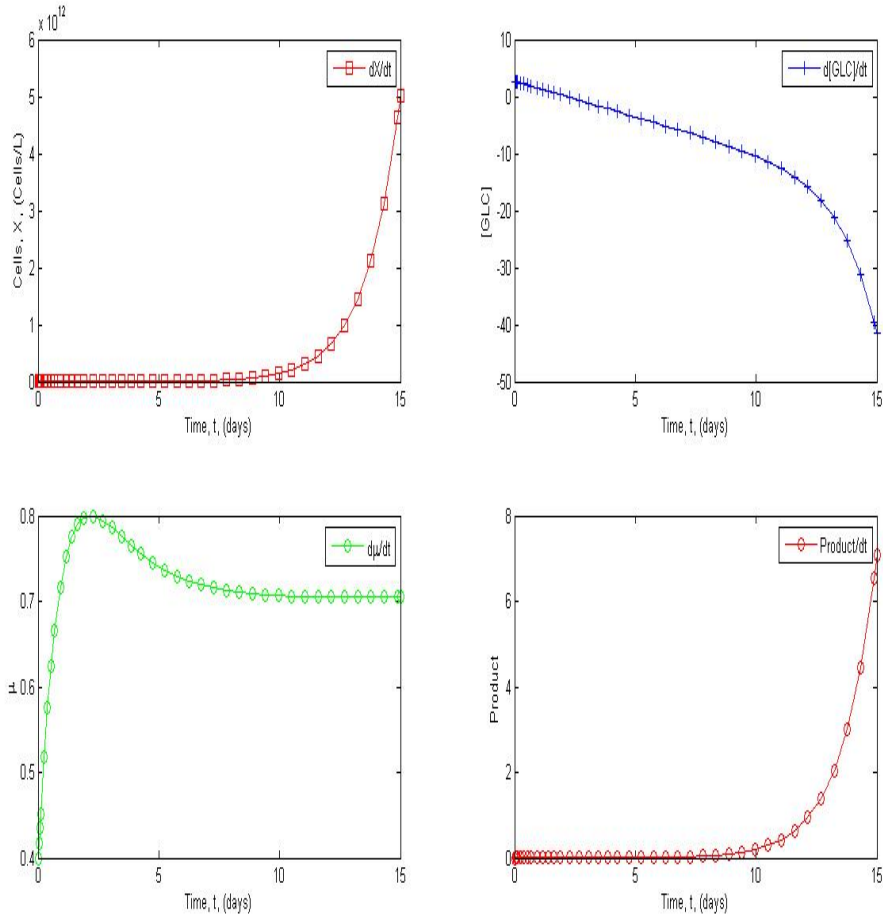 x 10^12
6
5
4
3
2
1
0
Cells, X, (Cells/L)
dX/dt
0 5 10 15
Time, t, (days)
10
0
-10
-20
-30
-40
-50
[GLC]
d[GLC]/dt
0 5 10 15
Time, t, (days)
0.8
0.7
0.6
0.5
0.4
μ
dμ/dt
0 5 10 15
Time, t, (days)
8
6
4
2
0
Product
Product/dt
0 5 10 15
Time, t, (days)